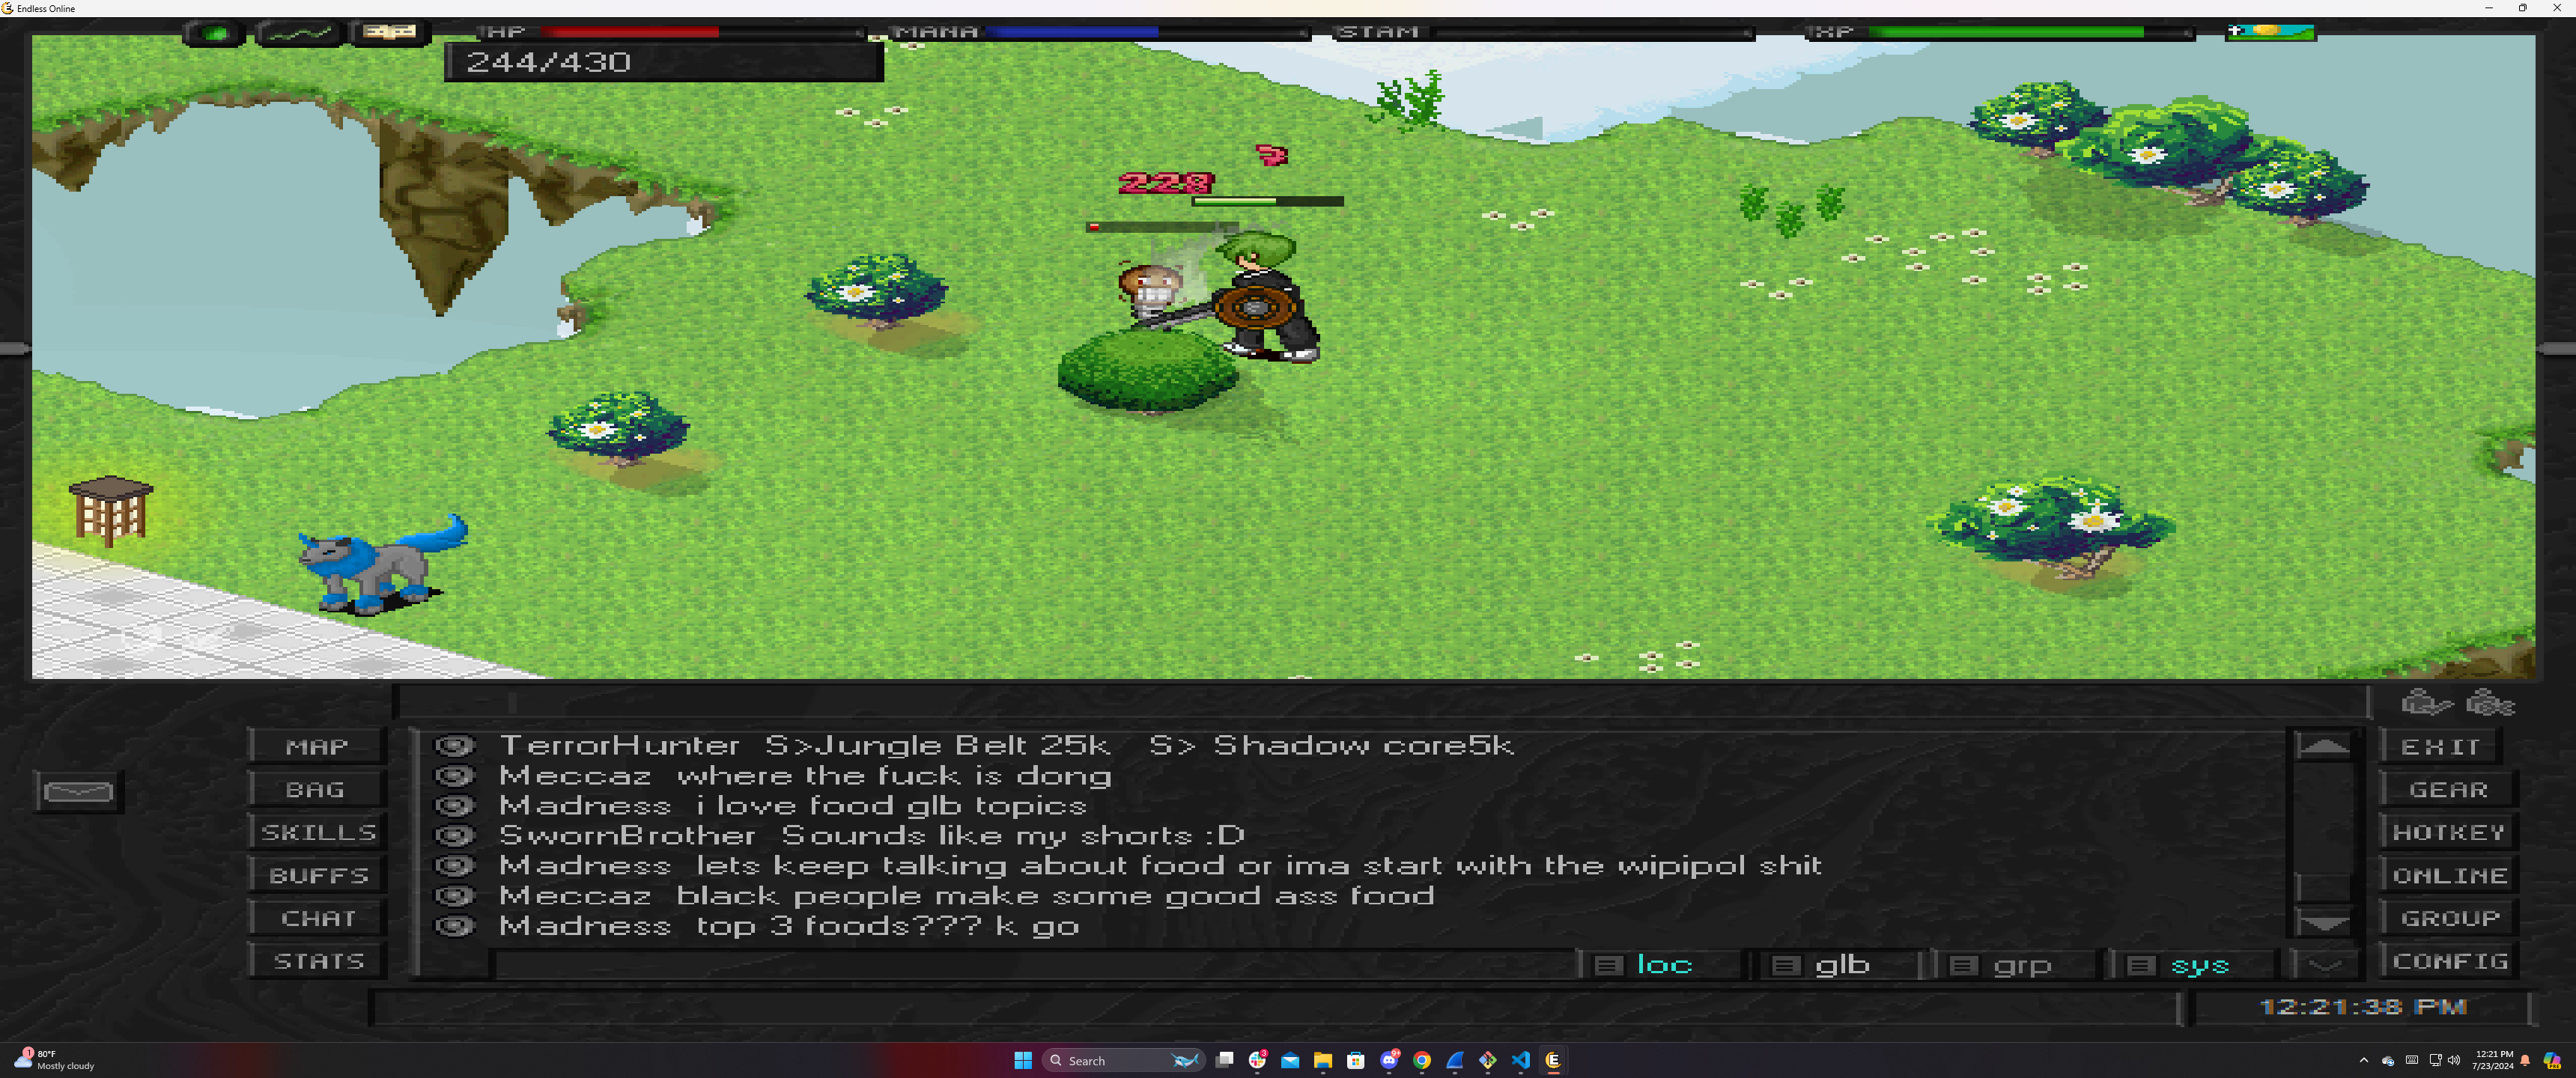 Endless Online
HP
MANA
STAM
XP
244/430
228
3
MAP
BAG
SKILLS
BUFFS
CHAT
STATS
TerrorHunter S>Jungle Belt 25k S> Shadow core5k
Meccaz where the fuck is dong
Madness i love food glb topics
SwornBrother Sounds like my shorts :D
Madness lets keep talking about food or ima start with the wipipol shit
Meccaz black people make some good ass food
Madness top 3 foods??? k go
loc glb grp sys
EXIT
GEAR
HOTKEY
ONLINE
GROUP
CONFIG
12:21:38 PM
1
80°F
Mostly cloudy
Search
3
9+
12:21 PM
7/23/2024